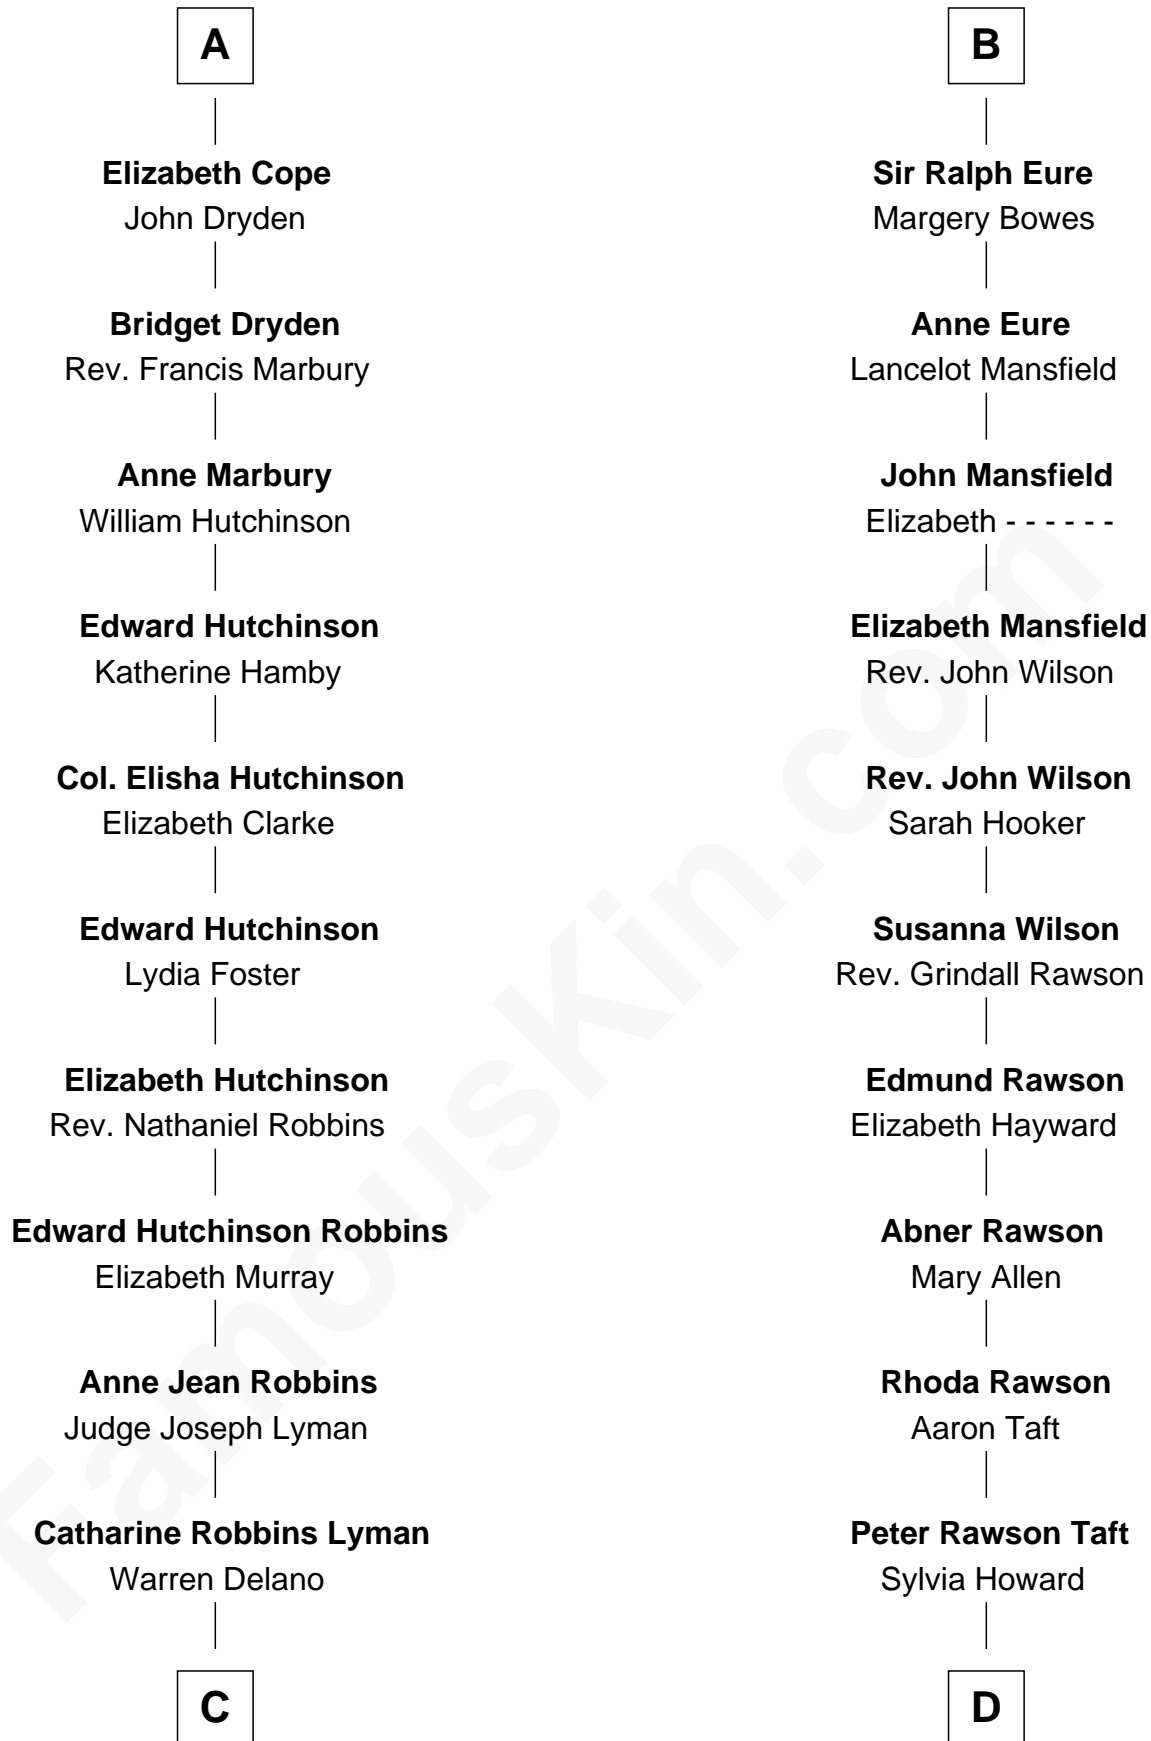 A
Elizabeth Cope
John Dryden
Bridget Dryden
Rev. Francis Marbury
Anne Marbury
William Hutchinson
Edward Hutchinson
Katherine Hamby
Col. Elisha Hutchinson
Elizabeth Clarke
Edward Hutchinson
Lydia Foster
Elizabeth Hutchinson
Rev. Nathaniel Robbins
Edward Hutchinson Robbins
Elizabeth Murray
Anne Jean Robbins
Judge Joseph Lyman
Catharine Robbins Lyman
Warren Delano
C
B
Sir Ralph Eure
Margery Bowes
Anne Eure
Lancelot Mansfield
John Mansfield
Elizabeth - - - - - -
Elizabeth Mansfield
Rev. John Wilson
Rev. John Wilson
Sarah Hooker
Susanna Wilson
Rev. Grindall Rawson
Edmund Rawson
Elizabeth Hayward
Abner Rawson
Mary Allen
Rhoda Rawson
Aaron Taft
Peter Rawson Taft
Sylvia Howard
D
FamousKin.com